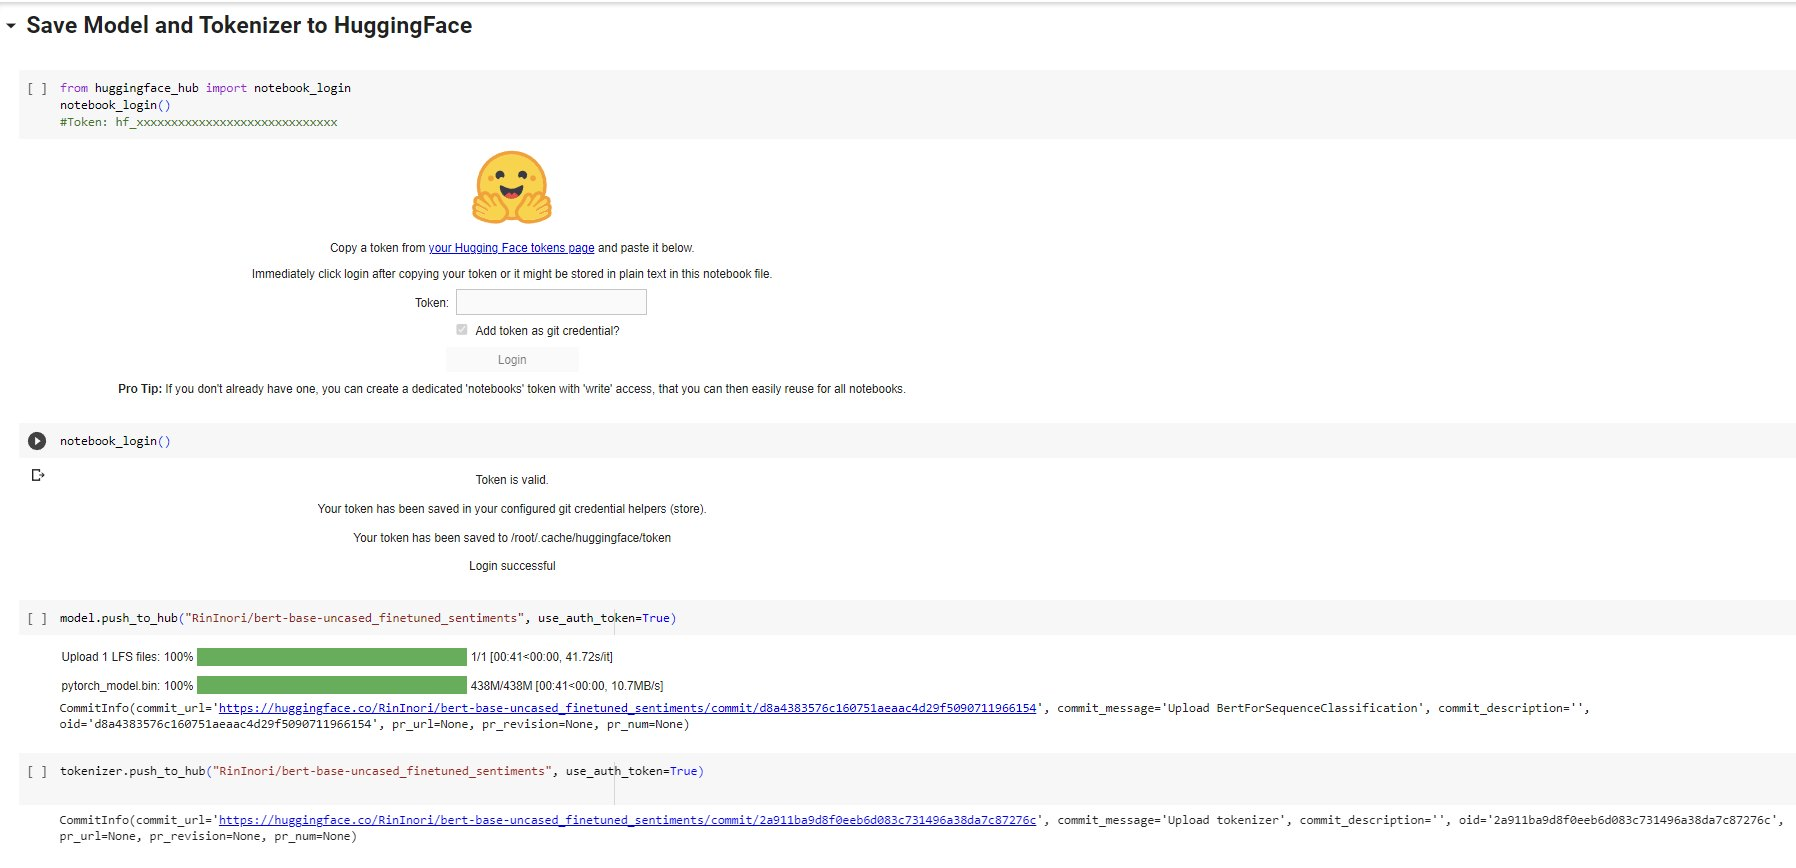 Save Model and Tokenizer to HuggingFace
[ ] from huggingface_hub import notebook_login
notebook_login()
#Token: hf_xxxxxxxxxxxxxxxxxxxxxxxxxxxxx
Copy a token from your Hugging Face tokens page and paste it below.
Immediately click login after copying your token or it might be stored in plain text in this notebook file.
Token:
Add token as git credential?
Login
Pro Tip: If you don't already have one, you can create a dedicated 'notebooks' token with 'write' access, that you can then easily reuse for all notebooks.
notebook_login()
Token is valid.
Your token has been saved in your configured git credential helpers (store).
Your token has been saved to /root/.cache/huggingface/token
Login successful
[ ] model.push_to_hub("RinInori/bert-base-uncased_finetuned_sentiments", use_auth_token=True)
Upload 1 LFS files: 100% 1/1 [00:41<00:00, 41.72s/it]
pytorch_model.bin: 100% 438M/438M [00:41<00:00, 10.7MB/s]
CommitInfo(commit_url='https://huggingface.co/RinInori/bert-base-uncased_finetuned_sentiments/commit/d8a4383576c160751aeaac4d29f5090711966154', commit_message='Upload BertForSequenceClassification', commit_description='',
oid='d8a4383576c160751aeaac4d29f5090711966154', pr_url=None, pr_revision=None, pr_num=None)
[ ] tokenizer.push_to_hub("RinInori/bert-base-uncased_finetuned_sentiments", use_auth_token=True)
CommitInfo(commit_url='https://huggingface.co/RinInori/bert-base-uncased_finetuned_sentiments/commit/2a911ba9d8f0eeb6d083c731496a38da7c87276c', commit_message='Upload tokenizer', commit_description='', oid='2a911ba9d8f0eeb6d083c731496a38da7c87276c',
pr_url=None, pr_revision=None, pr_num=None)